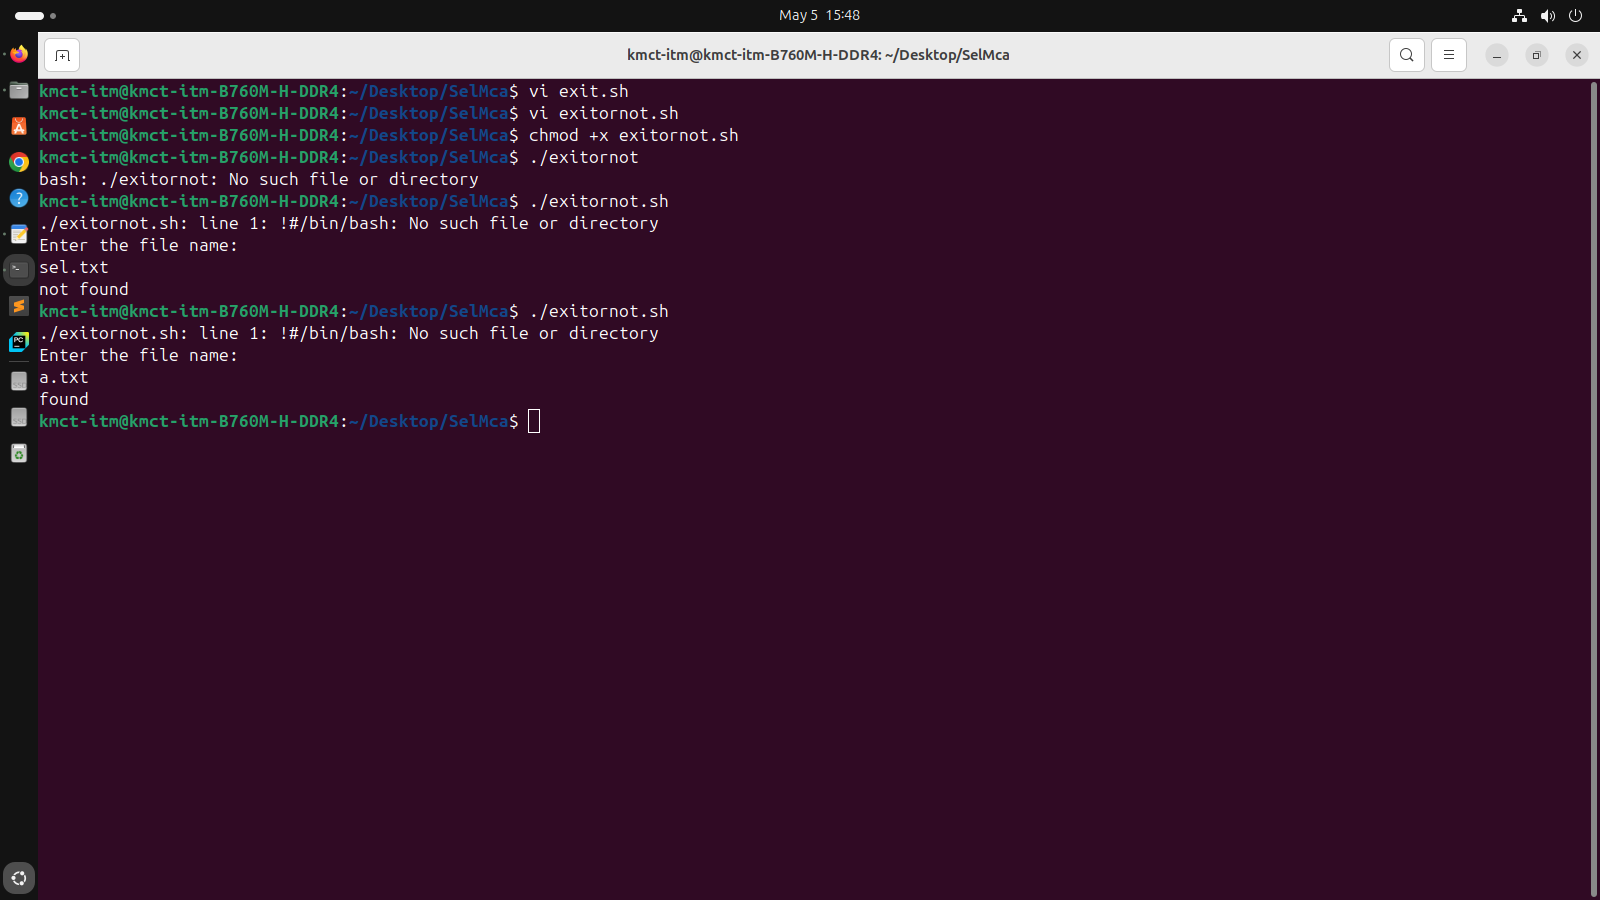 May 5 15:48
kmct-itm@kmct-itm-B760M-H-DDR4: ~/Desktop/SelMca
kmct-itm@kmct-itm-B760M-H-DDR4:~/Desktop/SelMca$ vi exit.sh
kmct-itm@kmct-itm-B760M-H-DDR4:~/Desktop/SelMca$ vi exitornot.sh
kmct-itm@kmct-itm-B760M-H-DDR4:~/Desktop/SelMca$ chmod +x exitornot.sh
kmct-itm@kmct-itm-B760M-H-DDR4:~/Desktop/SelMca$ ./exitornot
bash: ./exitornot: No such file or directory
kmct-itm@kmct-itm-B760M-H-DDR4:~/Desktop/SelMca$ ./exitornot.sh
./exitornot.sh: line 1: !#/bin/bash: No such file or directory
Enter the file name:
sel.txt
not found
kmct-itm@kmct-itm-B760M-H-DDR4:~/Desktop/SelMca$ ./exitornot.sh
./exitornot.sh: line 1: !#/bin/bash: No such file or directory
Enter the file name:
a.txt
found
kmct-itm@kmct-itm-B760M-H-DDR4:~/Desktop/SelMca$